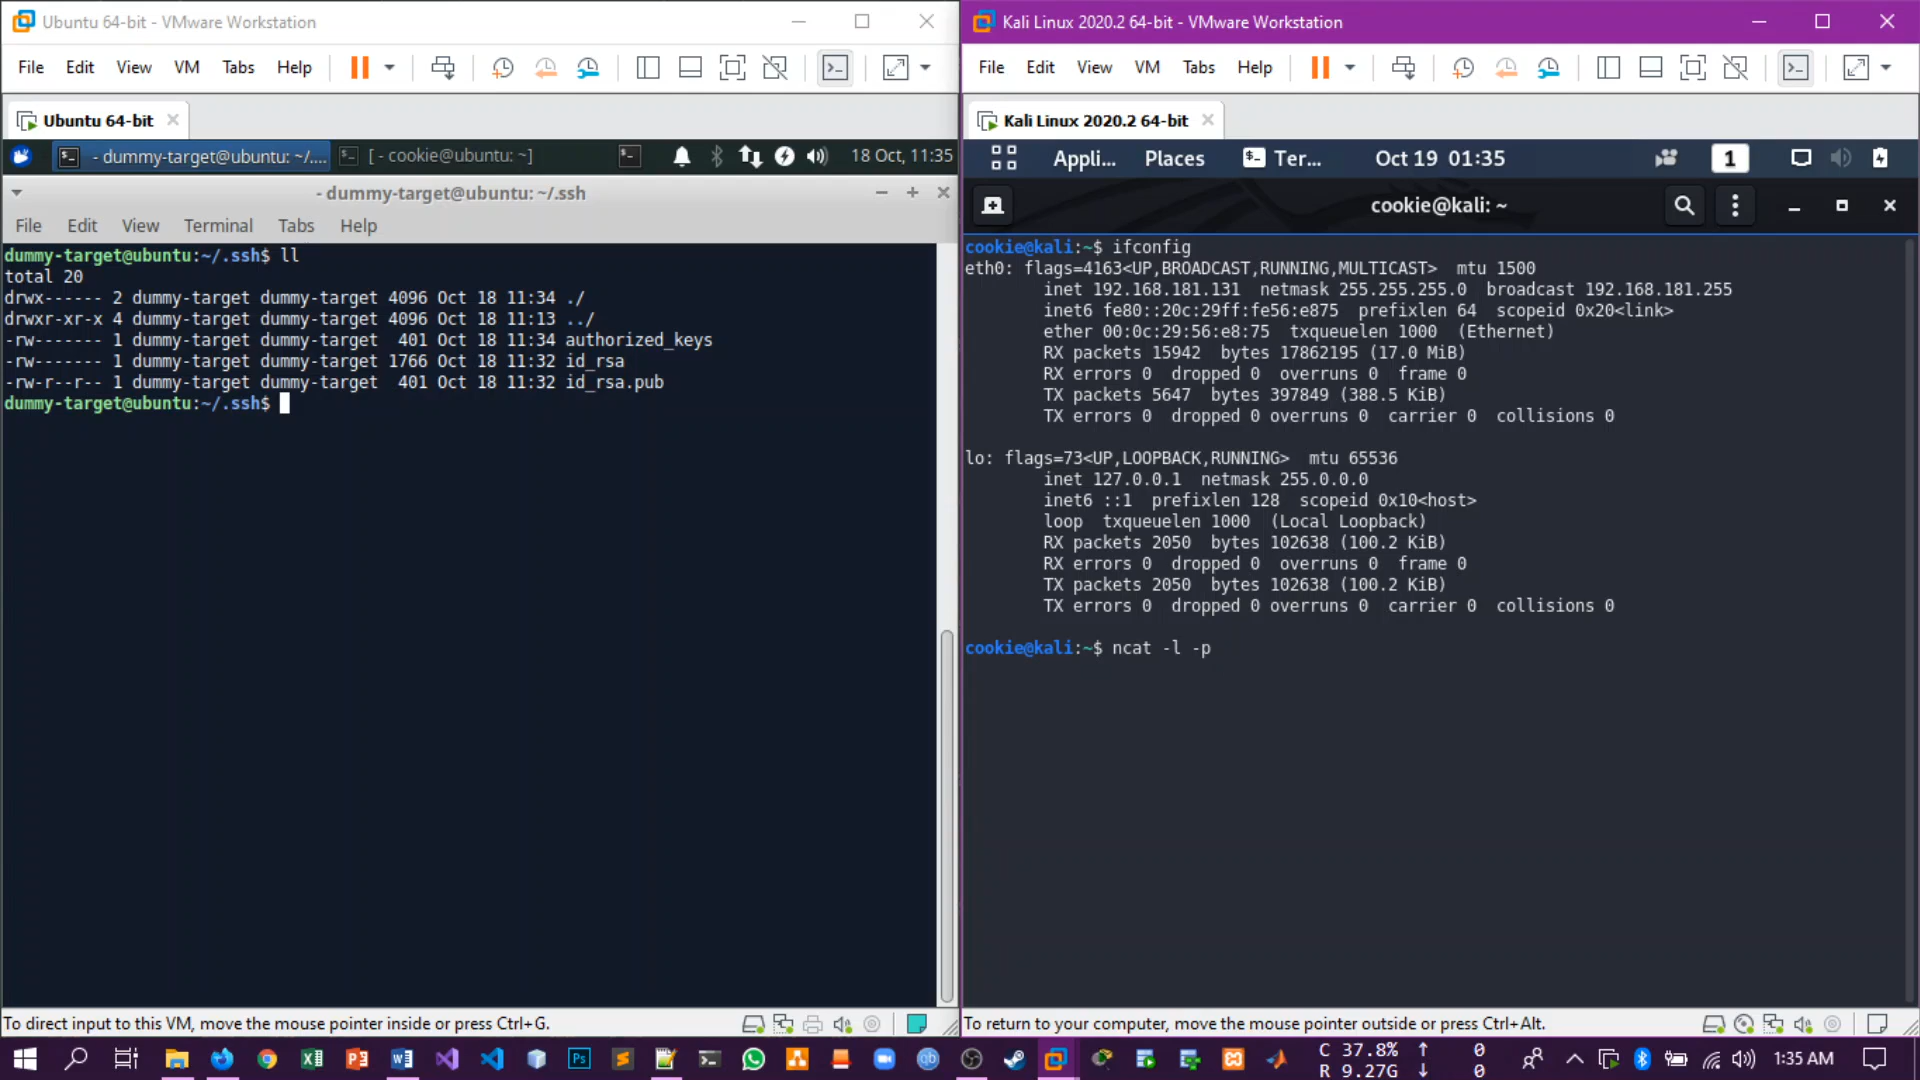 Ubuntu 64-bit - VMware Workstation
File Edit View VM Tabs Help
Ubuntu 64-bit
- dummy-target@ubuntu: ~/....
[ - cookie@ubuntu: ~]
18 Oct, 11:35
- dummy-target@ubuntu: ~/.ssh
File Edit View Terminal Tabs Help
dummy-target@ubuntu:~/.ssh$ ll
total 20
drwx------ 2 dummy-target dummy-target 4096 Oct 18 11:34 ./
drwxr-xr-x 4 dummy-target dummy-target 4096 Oct 18 11:13 ../
-rw------- 1 dummy-target dummy-target  401 Oct 18 11:34 authorized_keys
-rw------- 1 dummy-target dummy-target 1766 Oct 18 11:32 id_rsa
-rw-r--r-- 1 dummy-target dummy-target  401 Oct 18 11:32 id_rsa.pub
dummy-target@ubuntu:~/.ssh$
To direct input to this VM, move the mouse pointer inside or press Ctrl+G.
Kali Linux 2020.2 64-bit - VMware Workstation
File Edit View VM Tabs Help
Kali Linux 2020.2 64-bit
Appli... Places Ter... Oct 19 01:35 1
cookie@kali: ~
cookie@kali:~$ ifconfig
eth0: flags=4163<UP,BROADCAST,RUNNING,MULTICAST>  mtu 1500
inet 192.168.181.131  netmask 255.255.255.0  broadcast 192.168.181.255
inet6 fe80::20c:29ff:fe56:e875  prefixlen 64  scopeid 0x20<link>
ether 00:0c:29:56:e8:75  txqueuelen 1000  (Ethernet)
RX packets 15942  bytes 17862195 (17.0 MiB)
RX errors 0  dropped 0  overruns 0  frame 0
TX packets 5647  bytes 397849 (388.5 KiB)
TX errors 0  dropped 0 overruns 0  carrier 0  collisions 0
lo: flags=73<UP,LOOPBACK,RUNNING>  mtu 65536
inet 127.0.0.1  netmask 255.0.0.0
inet6 ::1  prefixlen 128  scopeid 0x10<host>
loop  txqueuelen 1000  (Local Loopback)
RX packets 2050  bytes 102638 (100.2 KiB)
RX errors 0  dropped 0  overruns 0  frame 0
TX packets 2050  bytes 102638 (100.2 KiB)
TX errors 0  dropped 0 overruns 0  carrier 0  collisions 0
cookie@kali:~$ ncat -l -p
To return to your computer, move the mouse pointer outside or press Ctrl+Alt.
C 37.8% ↑ 0
R 9.27G ↓ 0
1:35 AM